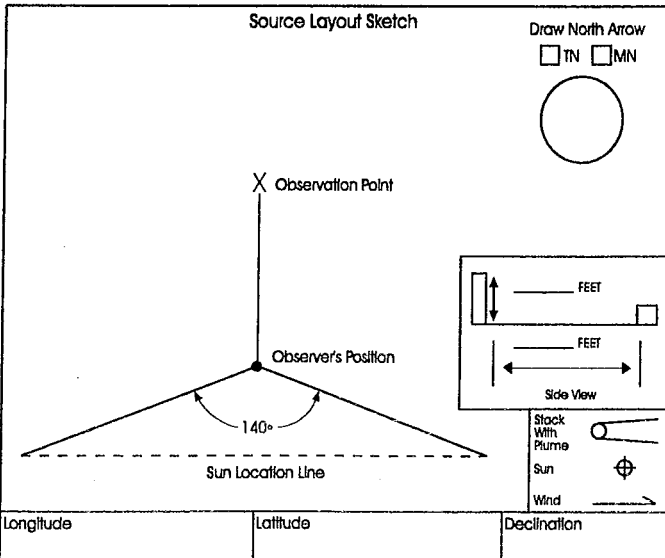 Source Layout Sketch
Draw North Arrow
TN MN
X Observation Point
FEET
Observer's Position
FEET
Side View
140°
Sun Location Line
Stack
With
Plume
Sun
Wind
Longitude
Latitude
Declination